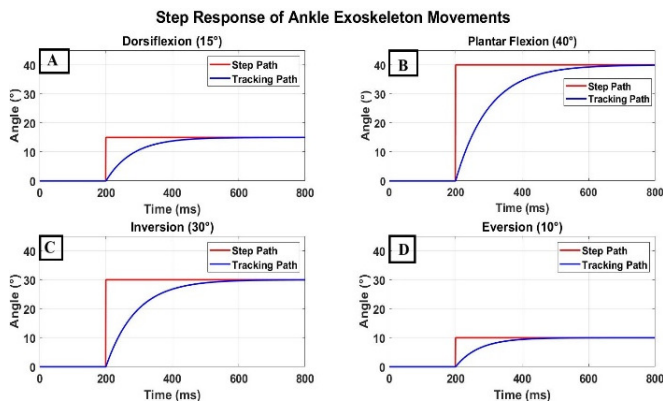 Step Response of Ankle Exoskeleton Movements
Dorsiflexion (15°)
A
Step Path
Tracking Path
Angle (°)
40
30
20
10
0
0 200 400 600 800
Time (ms)
Plantar Flexion (40°)
B
Step Path
Tracking Path
Angle (°)
40
30
20
10
0
0 200 400 600 800
Time (ms)
Inversion (30°)
C
Step Path
Tracking Path
Angle (°)
40
30
20
10
0
0 200 400 600 800
Time (ms)
Eversion (10°)
D
Step Path
Tracking Path
Angle (°)
40
30
20
10
0
0 200 400 600 800
Time (ms)